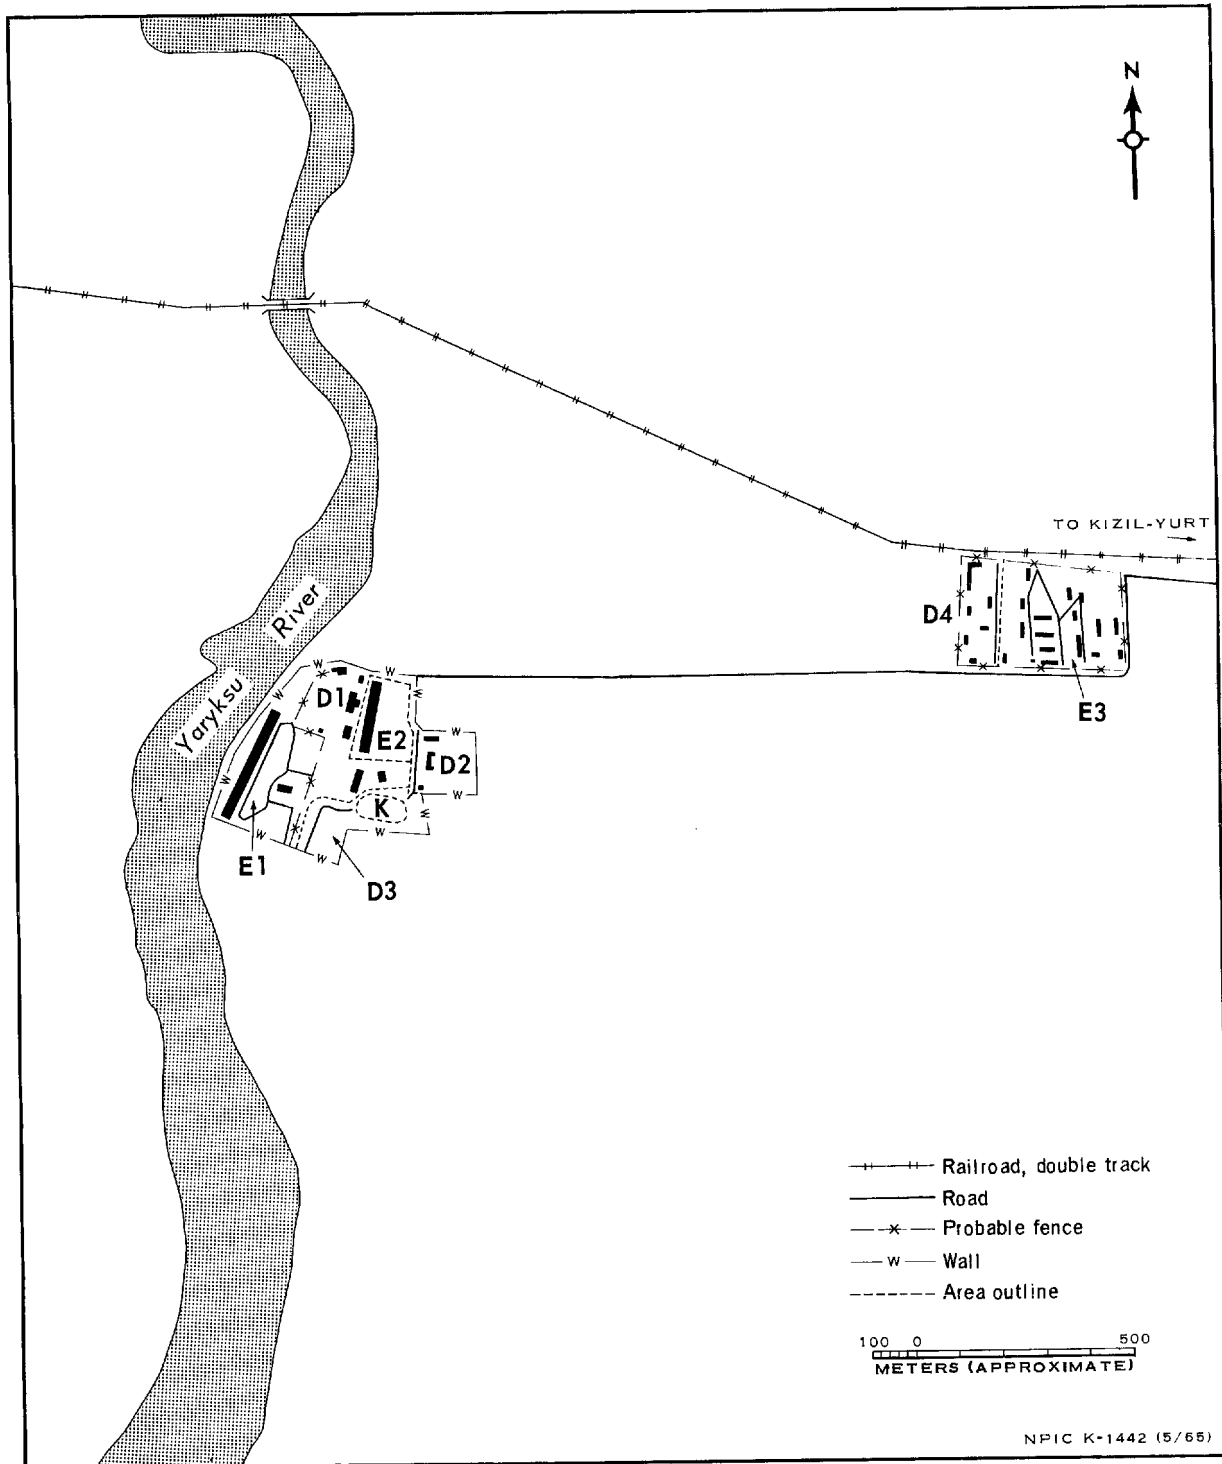 N
TO KIZIL-YURT
D4
E3
Yaryksu River
D1
E2
D2
K
E1
D3
Railroad, double track
Road
Probable fence
Wall
Area outline
100 0 500
METERS (APPROXIMATE)
NPIC K-1442 (5/65)
W
W
W
W
W
W
W
W
W
W
W
W